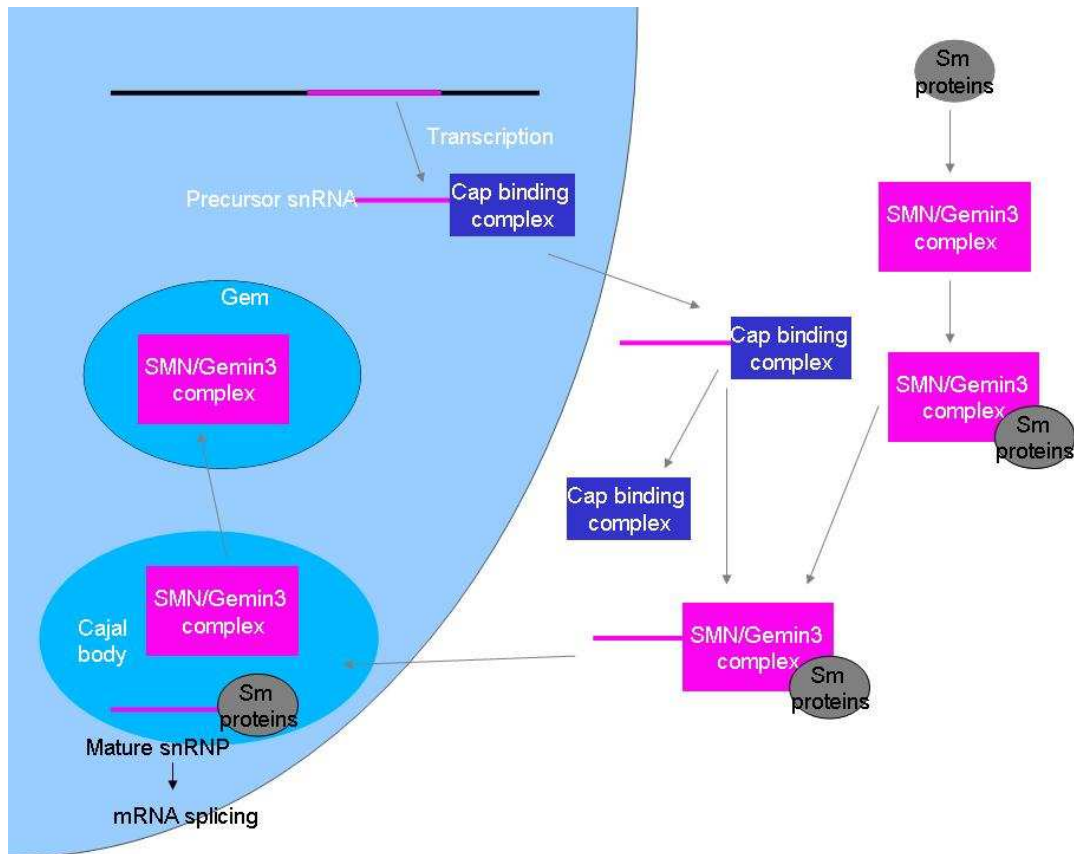 Sm
proteins
Transcription
Precursor snRNA
Cap binding
complex
SMN/Gemin3
complex
Gem
SMN/Gemin3
complex
Cap binding
complex
SMN/Gemin3
complex
Sm
proteins
Cap binding
complex
SMN/Gemin3
complex
Cajal
body
SMN/Gemin3
complex
Sm
proteins
Sm
proteins
Mature snRNP
mRNA splicing